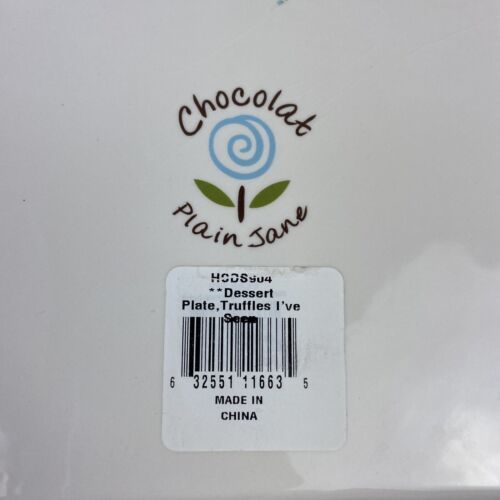 Chocolat
Plain Jane
HODS904
**Dessert
Plate,Truffles I've
Seen
6 32551 11663 5
MADE IN
CHINA